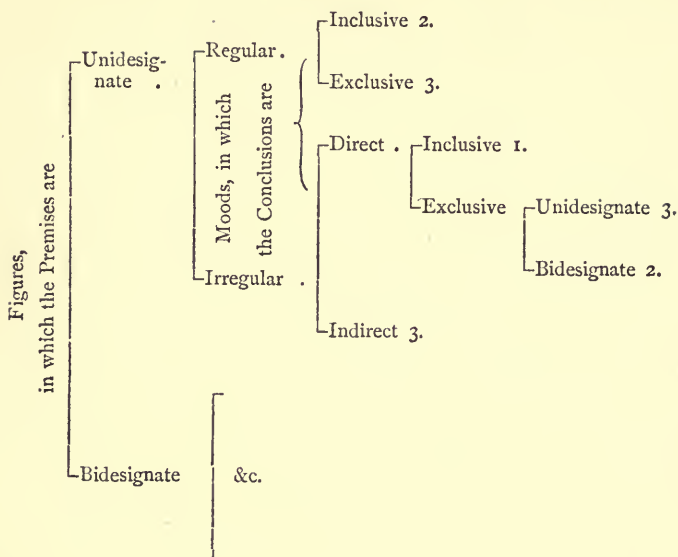 Figures,
in which the Premises are
Unidesig-
nate .
Regular .
Moods, in which
the Conclusions are
Inclusive 2.
Exclusive 3.
Irregular .
Direct .
Inclusive 1.
Exclusive
Unidesignate 3.
Bidesignate 2.
Indirect 3.
Bidesignate
&c.